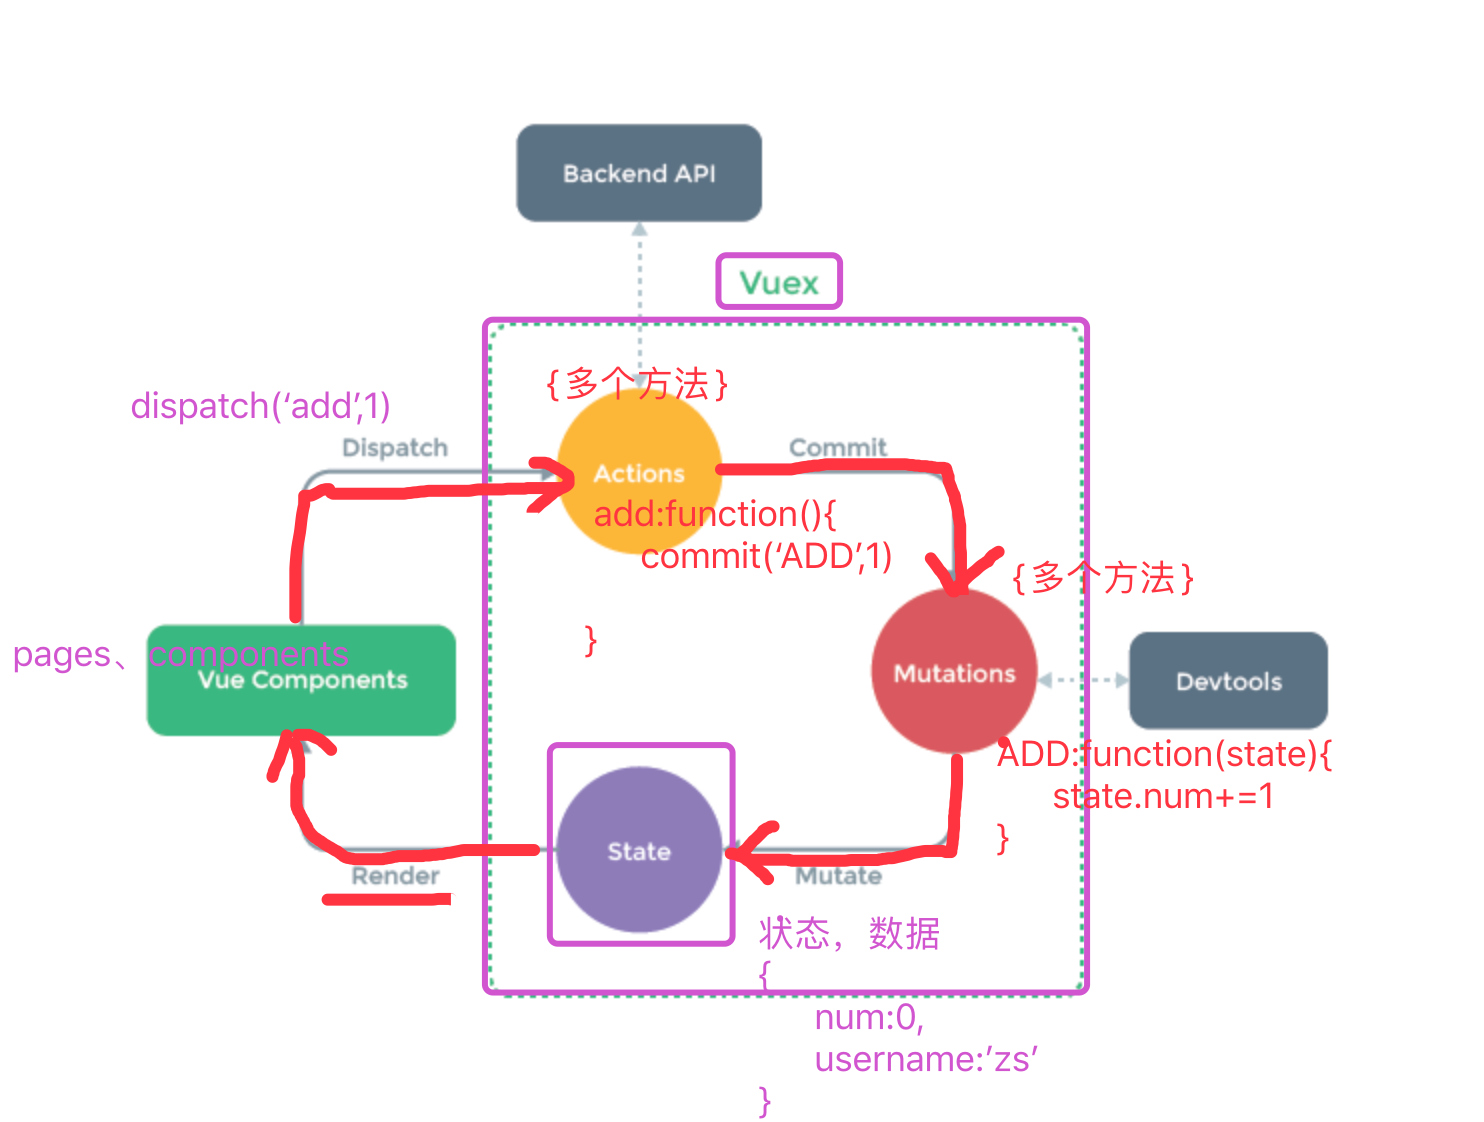 Backend API
Vuex
{多个方法}
dispatch(‘add’,1)
Dispatch
Commit
Actions
add:function(){
commit(‘ADD’,1)
}
{多个方法}
pages、components
Vue Components
Mutations
Devtools
ADD:function(state){
state.num+=1
}
State
Render
Mutate
状态，数据
{
num:0,
username:’zs’
}